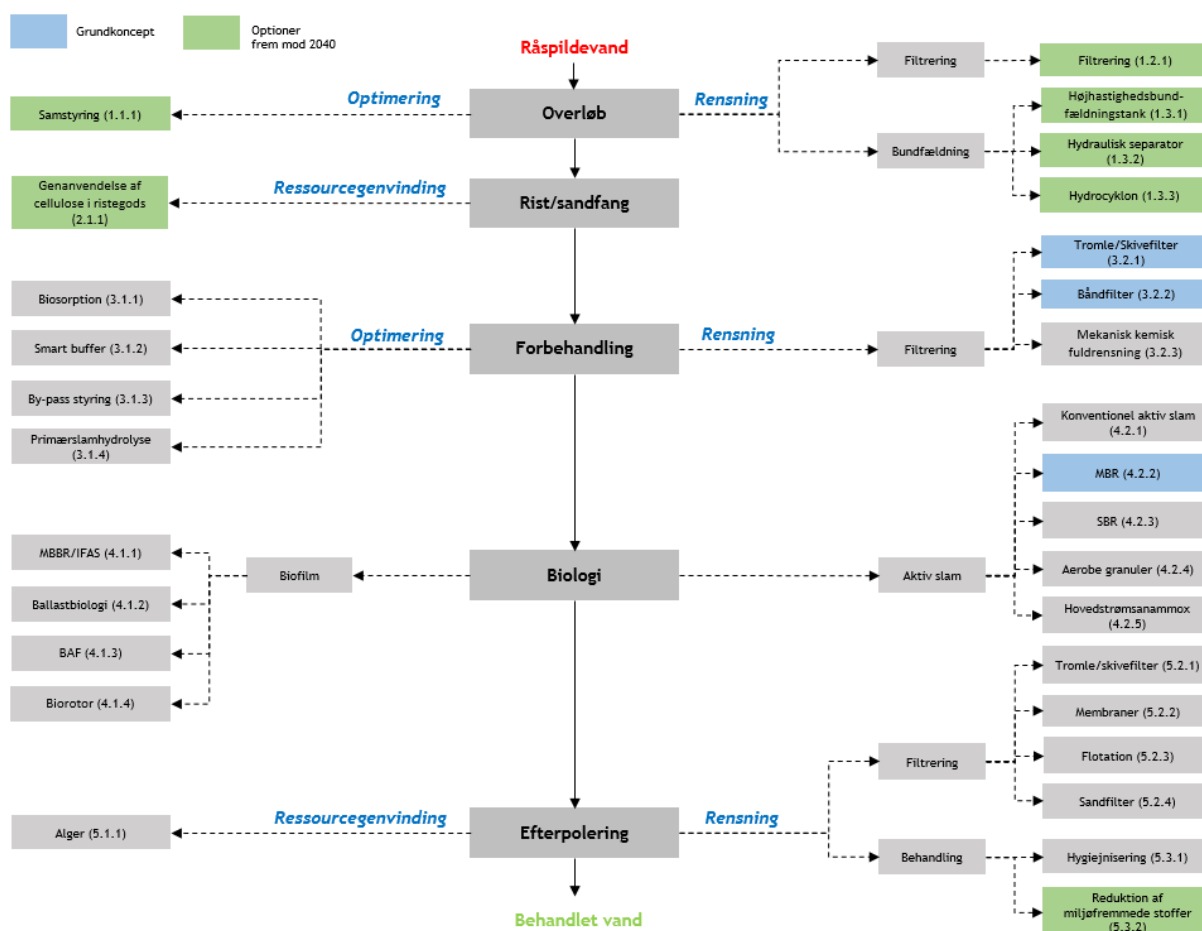 Grundkoncept
Optioner
frem mod 2040
Råspildevand
Optimering
Rensning
Samstyring (1.1.1)
Overløb
Filtrering
Filtrering (1.2.1)
Bundfældning
Højhastighedsbund-
fældningstank (1.3.1)
Hydraulisk separator
(1.3.2)
Hydrocyklon (1.3.3)
Genanvendelse af
cellulose i ristegods
(2.1.1)
Ressourcegenvinding
Rist/sandfang
Biosorption (3.1.1)
Smart buffer (3.1.2)
By-pass styring (3.1.3)
Primærslamhydrolyse
(3.1.4)
Optimering
Forbehandling
Rensning
Filtrering
Tromle/Skivefilter
(3.2.1)
Båndfilter (3.2.2)
Mekanisk kemisk
fuldrensning (3.2.3)
MBBR/IFAS (4.1.1)
Ballastbiologi (4.1.2)
BAF (4.1.3)
Biorotor (4.1.4)
Biofilm
Biologi
Aktiv slam
Konventionel aktiv slam
(4.2.1)
MBR (4.2.2)
SBR (4.2.3)
Aerobe granuler (4.2.4)
Hovedstrømsanammox
(4.2.5)
Alger (5.1.1)
Ressourcegenvinding
Efterpolering
Rensning
Filtrering
Tromle/skivefilter (5.2.1)
Membraner (5.2.2)
Flotation (5.2.3)
Sandfilter (5.2.4)
Behandling
Hygiejnisering (5.3.1)
Reduktion af
miljøfremmede stoffer
(5.3.2)
Behandlet vand